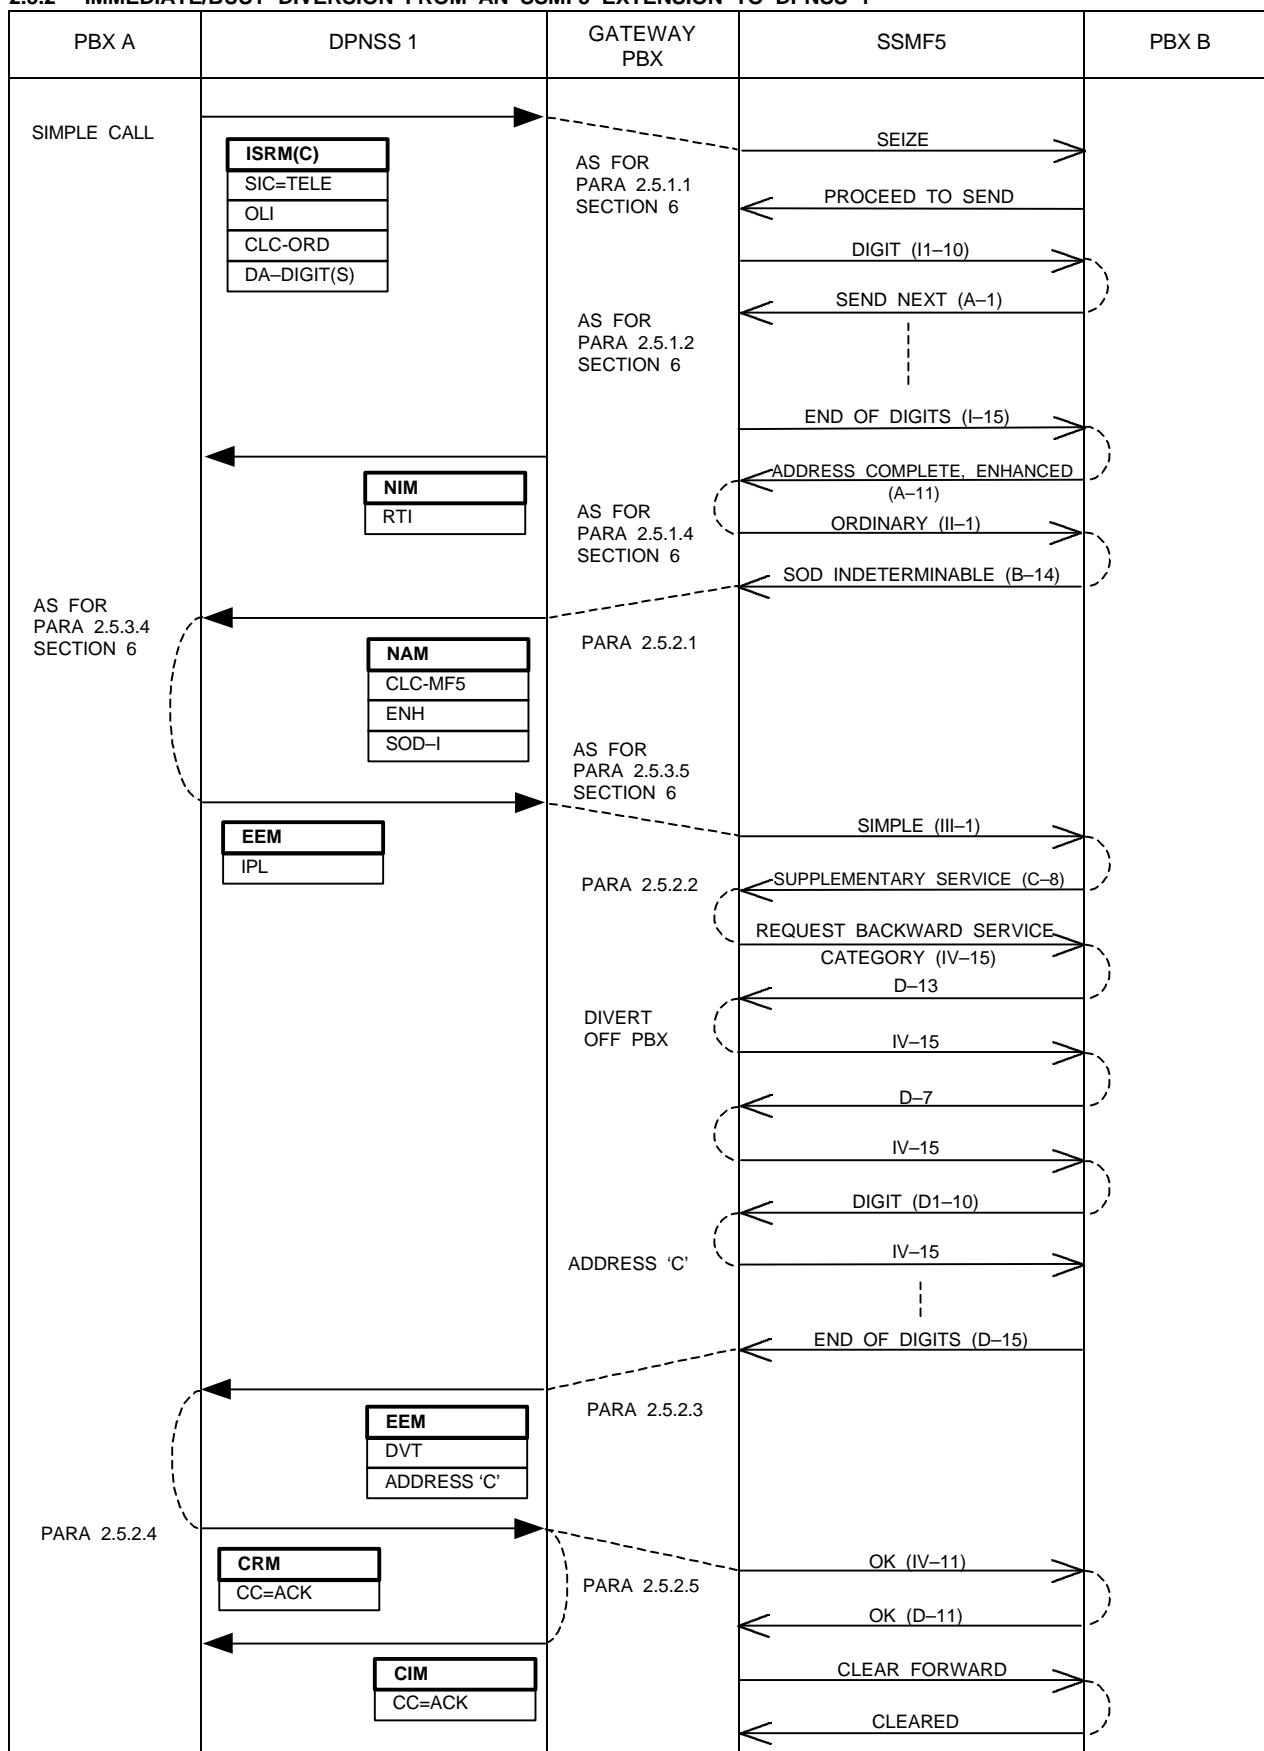 2.6.2 IMMEDIATE/BUSY DIVERSION FROM AN SSMF5 EXTENSION TO DPNSS 1
PBX A
DPNSS 1
GATEWAY
PBX
SSMF5
PBX B
SIMPLE CALL
ISRM(C)
SIC=TELE
OLI
CLC-ORD
DA–DIGIT(S)
AS FOR
PARA 2.5.1.1
SECTION 6
SEIZE
PROCEED TO SEND
DIGIT (I1–10)
SEND NEXT (A–1)
AS FOR
PARA 2.5.1.2
SECTION 6
END OF DIGITS (I–15)
ADDRESS COMPLETE, ENHANCED
(A–11)
NIM
RTI
AS FOR
PARA 2.5.1.4
SECTION 6
ORDINARY (II–1)
SOD INDETERMINABLE (B–14)
AS FOR
PARA 2.5.3.4
SECTION 6
PARA 2.5.2.1
NAM
CLC-MF5
ENH
SOD–I
AS FOR
PARA 2.5.3.5
SECTION 6
EEM
IPL
SIMPLE (III–1)
PARA 2.5.2.2
SUPPLEMENTARY SERVICE (C–8)
REQUEST BACKWARD SERVICE
CATEGORY (IV–15)
D–13
DIVERT
OFF PBX
IV–15
D–7
IV–15
DIGIT (D1–10)
ADDRESS ‘C’
IV–15
END OF DIGITS (D–15)
PARA 2.5.2.3
EEM
DVT
ADDRESS ‘C’
PARA 2.5.2.4
CRM
CC=ACK
PARA 2.5.2.5
OK (IV–11)
OK (D–11)
CIM
CC=ACK
CLEAR FORWARD
CLEARED